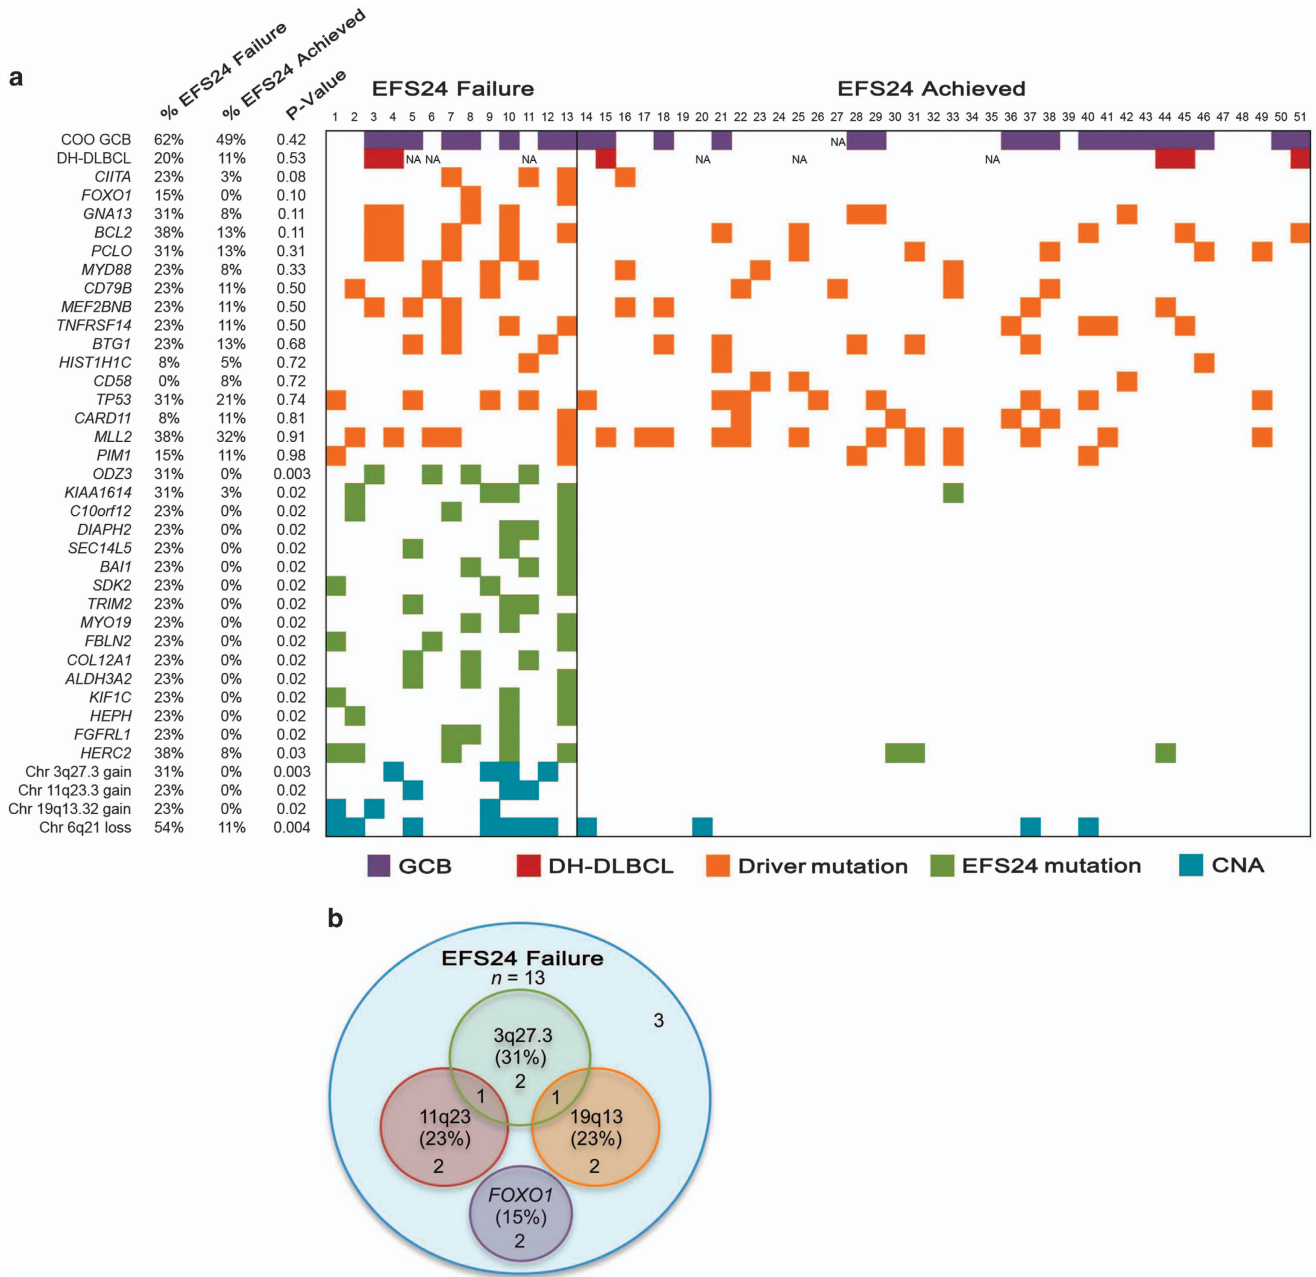 a
% EFS24 Failure
% EFS24 Achieved
P-Value
EFS24 Failure
EFS24 Achieved
1 2 3 4 5 6 7 8 9 10 11 12 13 14 15 16 17 18 19 20 21 22 23 24 25 26 27 28 29 30 31 32 33 34 35 36 37 38 39 40 41 42 43 44 45 46 47 48 49 50 51
COO GCB 62% 49% 0.42 NA
DH-DLBCL 20% 11% 0.53 NA NA NA NA NA NA
CIITA 23% 3% 0.08
FOXO1 15% 0% 0.10
GNA13 31% 8% 0.11
BCL2 38% 13% 0.11
PCLO 31% 13% 0.31
MYD88 23% 8% 0.33
CD79B 23% 11% 0.50
MEF2BNB 23% 11% 0.50
TNFRSF14 23% 11% 0.50
BTG1 23% 13% 0.68
HIST1H1C 8% 5% 0.72
CD58 0% 8% 0.72
TP53 31% 21% 0.74
CARD11 8% 11% 0.81
MLL2 38% 32% 0.91
PIM1 15% 11% 0.98
ODZ3 31% 0% 0.003
KIAA1614 31% 3% 0.02
C10orf12 23% 0% 0.02
DIAPH2 23% 0% 0.02
SEC14L5 23% 0% 0.02
BAI1 23% 0% 0.02
SDK2 23% 0% 0.02
TRIM2 23% 0% 0.02
MYO19 23% 0% 0.02
FBLN2 23% 0% 0.02
COL12A1 23% 0% 0.02
ALDH3A2 23% 0% 0.02
KIF1C 23% 0% 0.02
HEPH 23% 0% 0.02
FGFRL1 23% 0% 0.02
HERC2 38% 8% 0.03
Chr 3q27.3 gain 31% 0% 0.003
Chr 11q23.3 gain 23% 0% 0.02
Chr 19q13.32 gain 23% 0% 0.02
Chr 6q21 loss 54% 11% 0.004
GCB DH-DLBCL Driver mutation EFS24 mutation CNA
b
EFS24 Failure
n = 13
3
3q27.3
(31%)
2
1 1
11q23 19q13
(23%) (23%)
2 2
FOXO1
(15%)
2